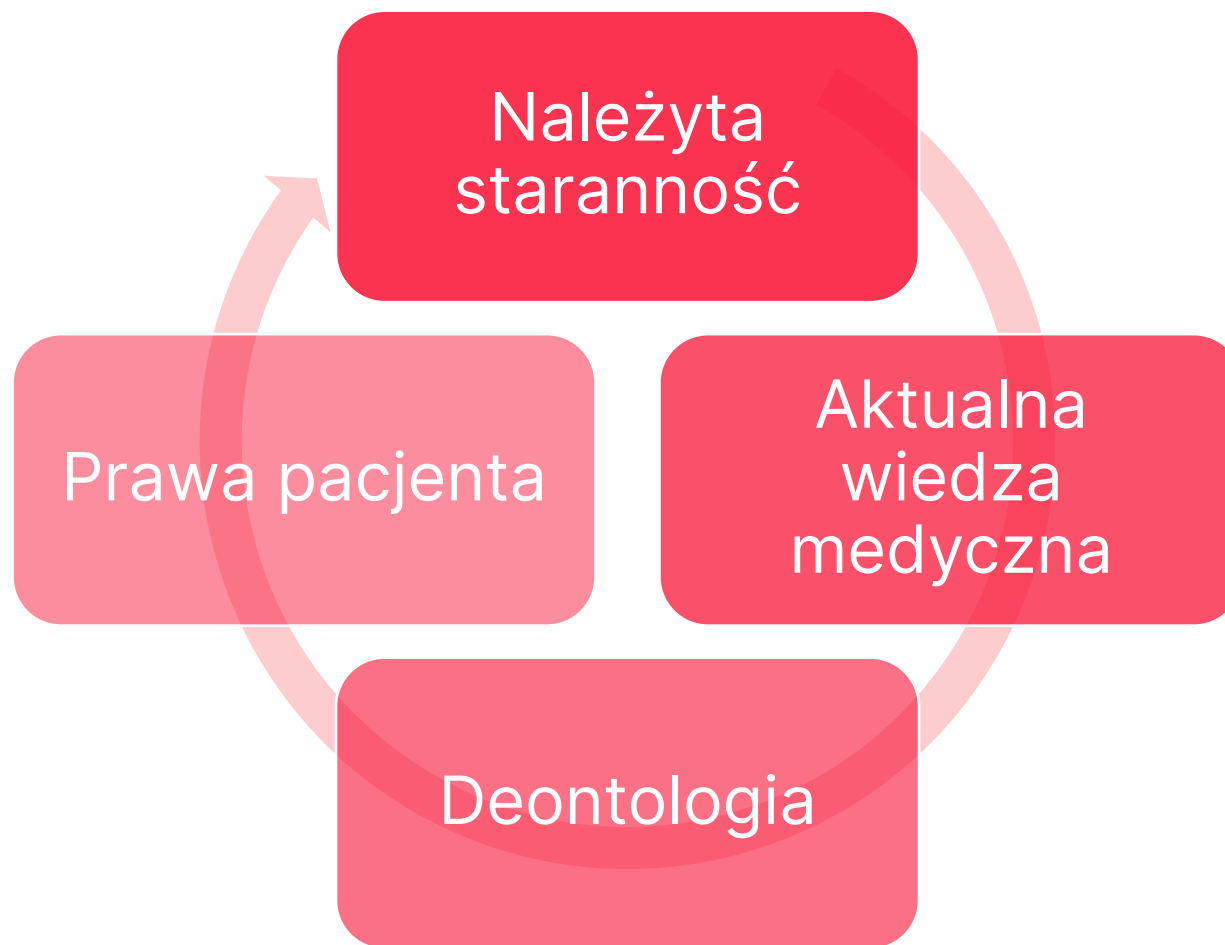 Należyta
staranność
Aktualna
wiedza
medyczna
Deontologia
Prawa pacjenta